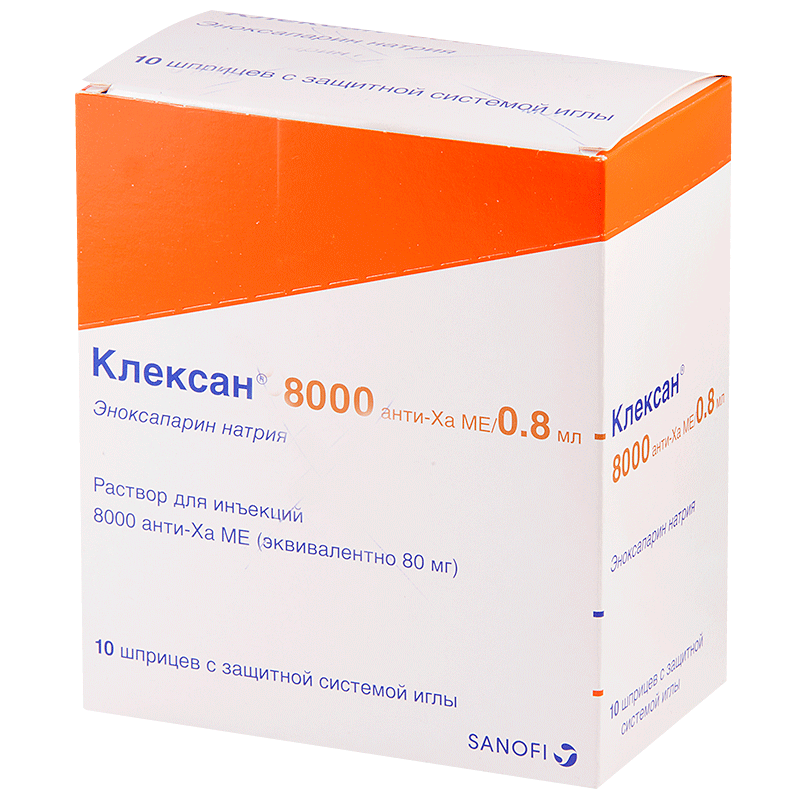 Клексан
Эноксапарин натрия
10 шприцев с защитной системой иглы
Клексан® 8000 анти-Ха МЕ/0.8 мл
Эноксапарин натрия
Раствор для инъекций
8000 анти-Ха МЕ (эквивалентно 80 мг)
10 шприцев с защитной системой иглы
SANOFI
Клексан®
8000 анти-Ха МЕ/0.8 мл
Эноксапарин натрия
10 шприцев с защитной
системой иглы